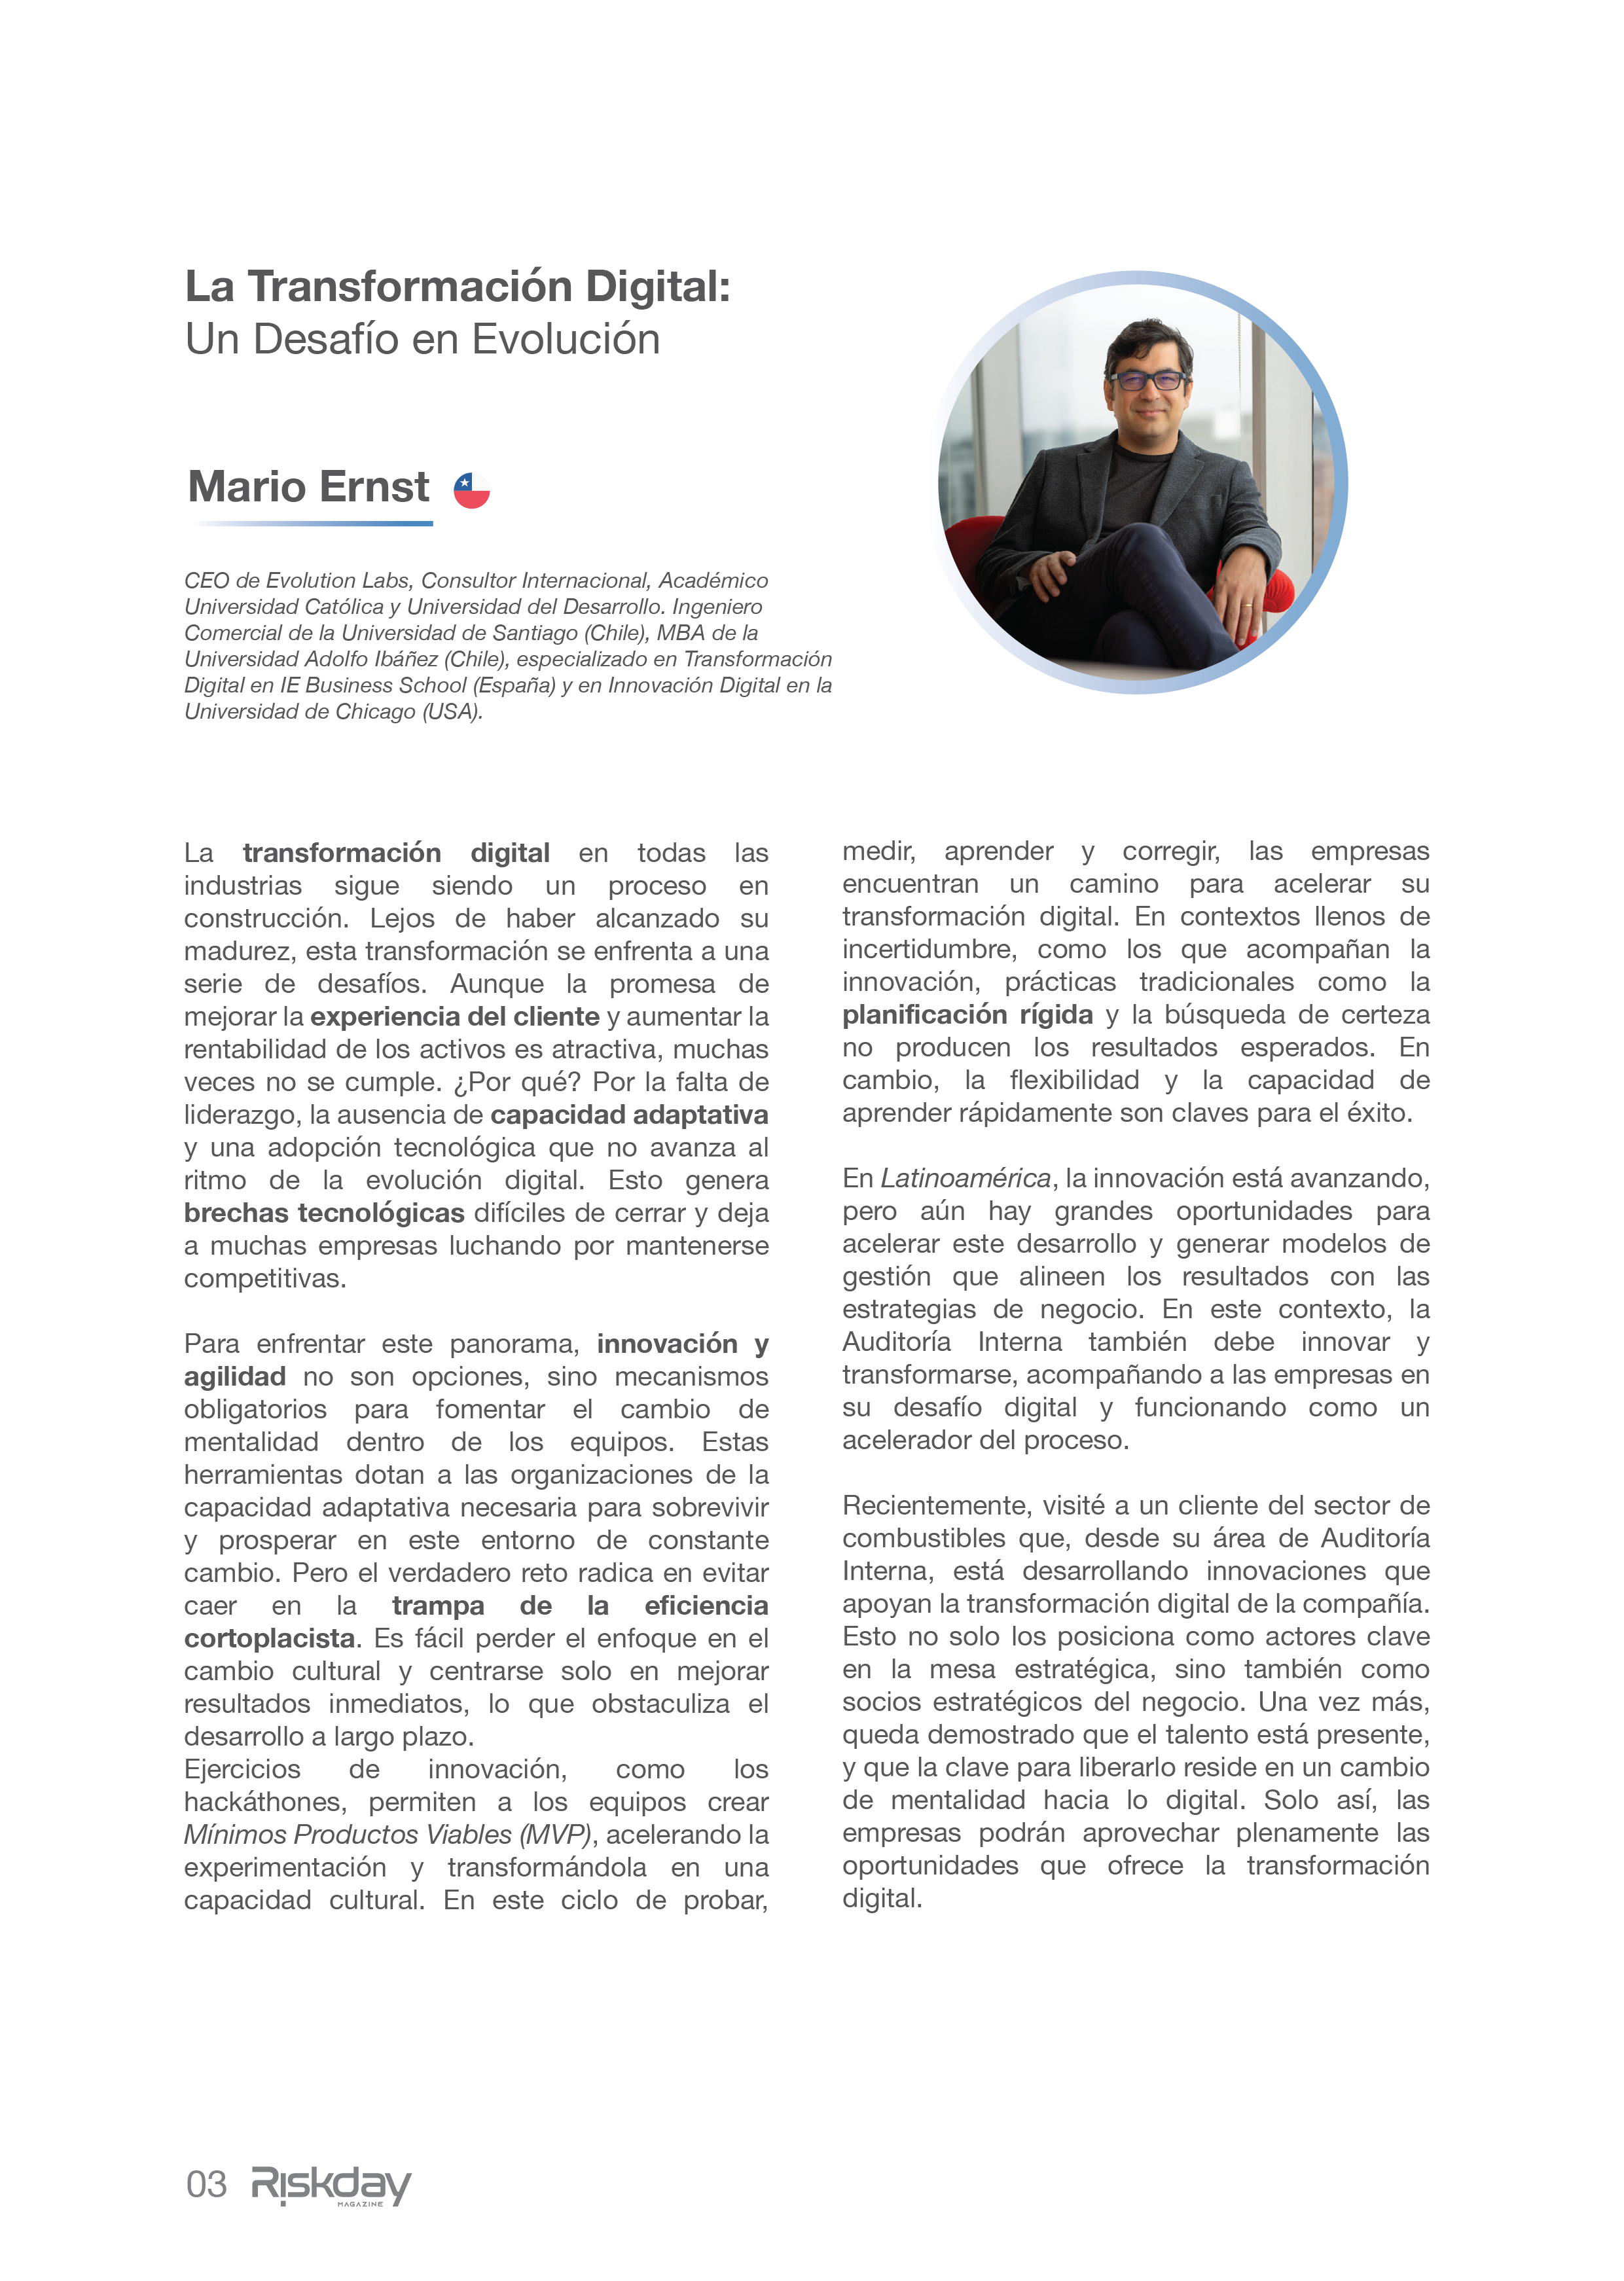 La Transformación Digital:
Un Desafío en Evolución
Mario Ernst
CEO de Evolution Labs, Consultor Internacional, Académico
Universidad Católica y Universidad del Desarrollo. Ingeniero
Comercial de la Universidad de Santiago (Chile), MBA de la
Universidad Adolfo Ibáñez (Chile), especializado en Transformación
Digital en IE Business School (España) y en Innovación Digital en la
Universidad de Chicago (USA).
La transformación digital en todas las
industrias sigue siendo un proceso en
construcción. Lejos de haber alcanzado su
madurez, esta transformación se enfrenta a una
serie de desafíos. Aunque la promesa de
mejorar la experiencia del cliente y aumentar la
rentabilidad de los activos es atractiva, muchas
veces no se cumple. ¿Por qué? Por la falta de
liderazgo, la ausencia de capacidad adaptativa
y una adopción tecnológica que no avanza al
ritmo de la evolución digital. Esto genera
brechas tecnológicas difíciles de cerrar y deja
a muchas empresas luchando por mantenerse
competitivas.
Para enfrentar este panorama, innovación y
agilidad no son opciones, sino mecanismos
obligatorios para fomentar el cambio de
mentalidad dentro de los equipos. Estas
herramientas dotan a las organizaciones de la
capacidad adaptativa necesaria para sobrevivir
y prosperar en este entorno de constante
cambio. Pero el verdadero reto radica en evitar
caer en la trampa de la eficiencia
cortoplacista. Es fácil perder el enfoque en el
cambio cultural y centrarse solo en mejorar
resultados inmediatos, lo que obstaculiza el
desarrollo a largo plazo.
Ejercicios de innovación, como los
hackáthones, permiten a los equipos crear
Mínimos Productos Viables (MVP), acelerando la
experimentación y transformándola en una
capacidad cultural. En este ciclo de probar,
medir, aprender y corregir, las empresas
encuentran un camino para acelerar su
transformación digital. En contextos llenos de
incertidumbre, como los que acompañan la
innovación, prácticas tradicionales como la
planificación rígida y la búsqueda de certeza
no producen los resultados esperados. En
cambio, la flexibilidad y la capacidad de
aprender rápidamente son claves para el éxito.
En Latinoamérica, la innovación está avanzando,
pero aún hay grandes oportunidades para
acelerar este desarrollo y generar modelos de
gestión que alineen los resultados con las
estrategias de negocio. En este contexto, la
Auditoría Interna también debe innovar y
transformarse, acompañando a las empresas en
su desafío digital y funcionando como un
acelerador del proceso.
Recientemente, visité a un cliente del sector de
combustibles que, desde su área de Auditoría
Interna, está desarrollando innovaciones que
apoyan la transformación digital de la compañía.
Esto no solo los posiciona como actores clave
en la mesa estratégica, sino también como
socios estratégicos del negocio. Una vez más,
queda demostrado que el talento está presente,
y que la clave para liberarlo reside en un cambio
de mentalidad hacia lo digital. Solo así, las
empresas podrán aprovechar plenamente las
oportunidades que ofrece la transformación
digital.
03 Riskday
MAGAZINE